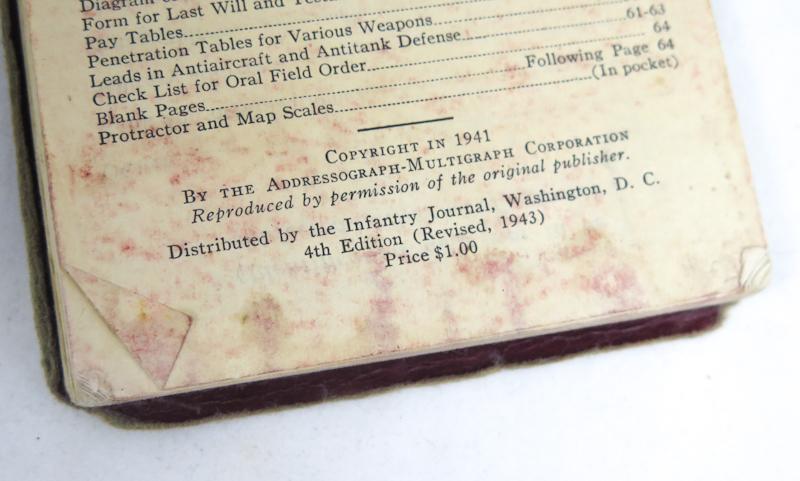 Diagram of
Form for Last Will and
Pay Tables
Penetration Tables for Various Weapons 61-63
Leads in Antiaircraft and Antitank Defense 64
Check List for Oral Field Order
Blank Pages Following Page 64
Protractor and Map Scales (In pocket)
Copyright in 1941
By the Addressograph-Multigraph Corporation
Reproduced by permission of the original publisher.
Distributed by the Infantry Journal, Washington, D. C.
4th Edition (Revised, 1943)
Price $1.00